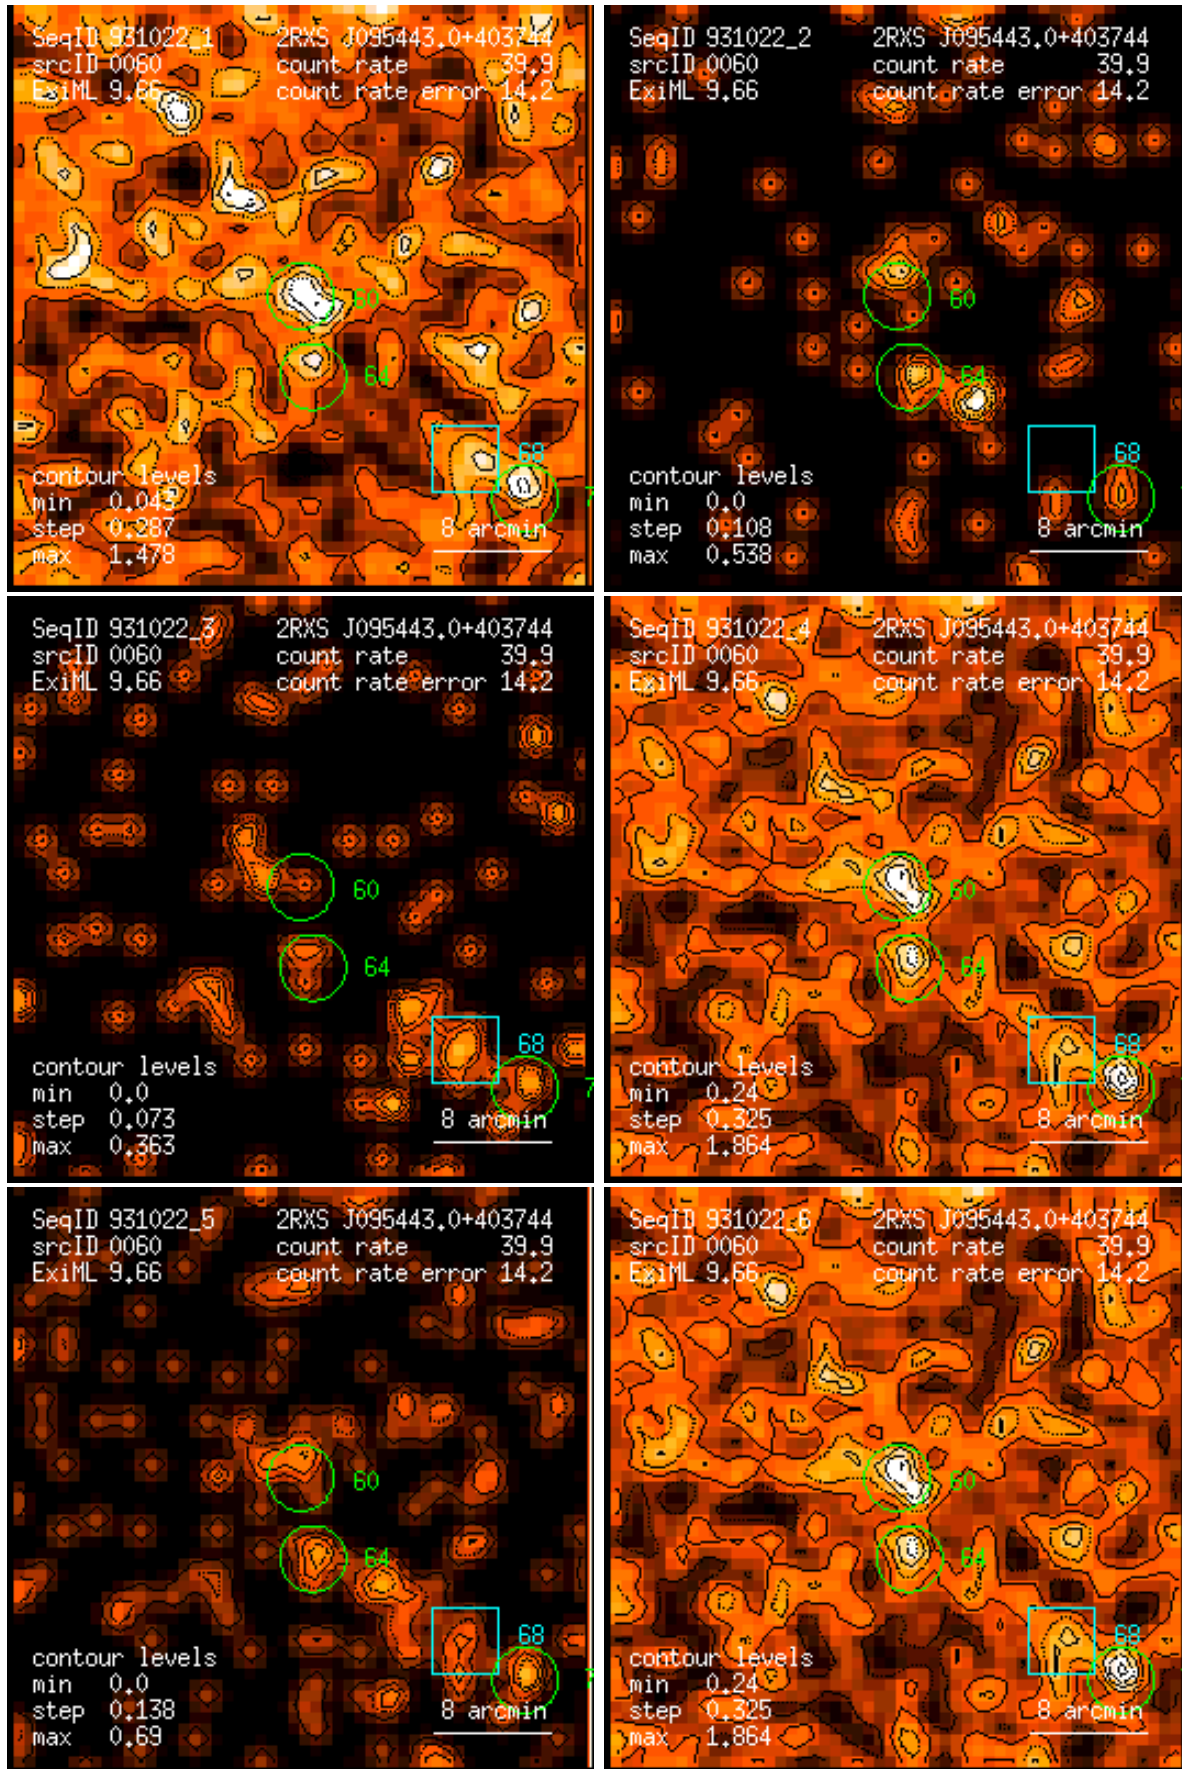 SeqID 931022_1 2RXS J095443.0+403744
srcID 0060 count rate 39.9
ExiML 9.66 count rate error 14.2
60
64
68
contour levels
min 0.043
7
step 0.287 8 arcmin
max 1.478
SeqID 931022_2 2RXS J095443.0+403744
srcID 0060 count rate 39.9
ExiML 9.66 count rate error 14.2
60
64
68
contour levels
min 0.0
step 0.108 8 arcmin
max 0.538
SeqID 931022_3 2RXS J095443.0+403744
srcID 0060 count rate 39.9
ExiML 9.66 count rate error 14.2
60
64
68
contour levels
min 0.0
7
step 0.073 8 arcmin
max 0.363
SeqID 931022_4 2RXS J095443.0+403744
srcID 0060 count rate 39.9
ExiML 9.66 count rate error 14.2
60
64
68
contour levels
min 0.24
step 0.325 8 arcmin
max 1.864
SeqID 931022_5 2RXS J095443.0+403744
srcID 0060 count rate 39.9
ExiML 9.66 count rate error 14.2
60
64
68
contour levels
min 0.0
step 0.138 8 arcmin
max 0.69
SeqID 931022_6 2RXS J095443.0+403744
srcID 0060 count rate 39.9
ExiML 9.66 count rate error 14.2
60
64
68
contour levels
min 0.24
step 0.325 8 arcmin
max 1.864